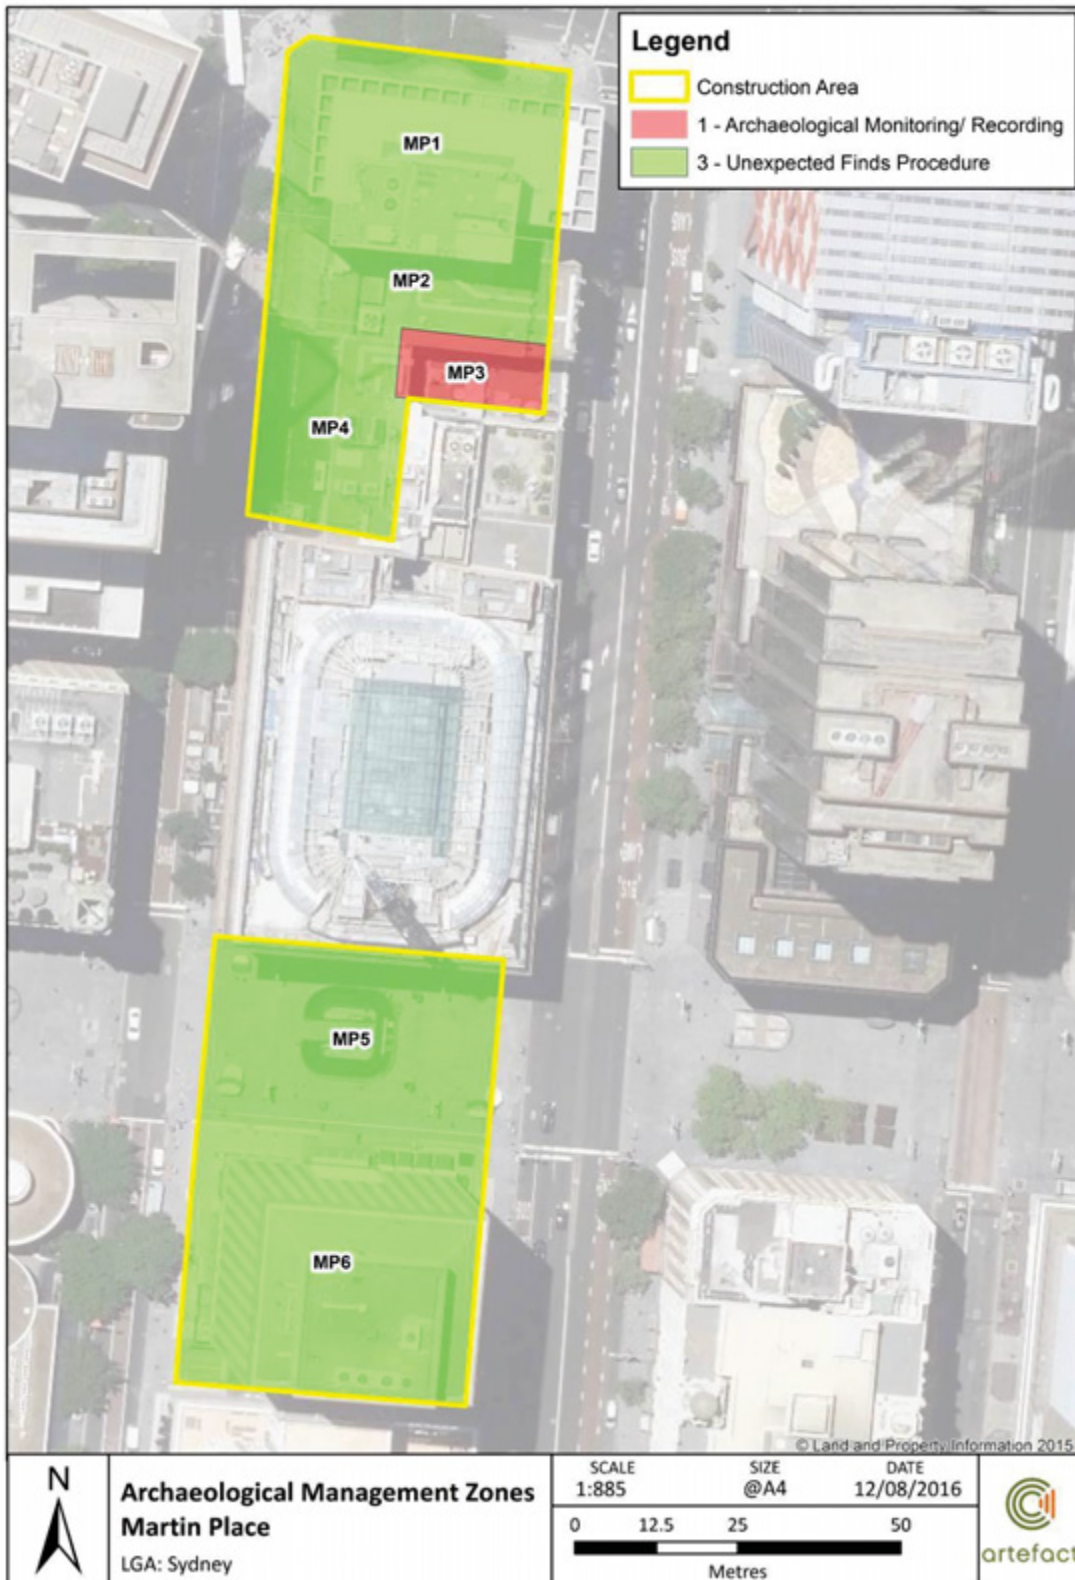 Legend
Construction Area
1 - Archaeological Monitoring/ Recording
3 - Unexpected Finds Procedure
MP1
MP2
MP3
MP4
MP5
MP6
© Land and Property Information 2015
N
Archaeological Management Zones
Martin Place
LGA: Sydney
SCALE SIZE DATE
1:885 @A4 12/08/2016
0 12.5 25 50
Metres
artefact